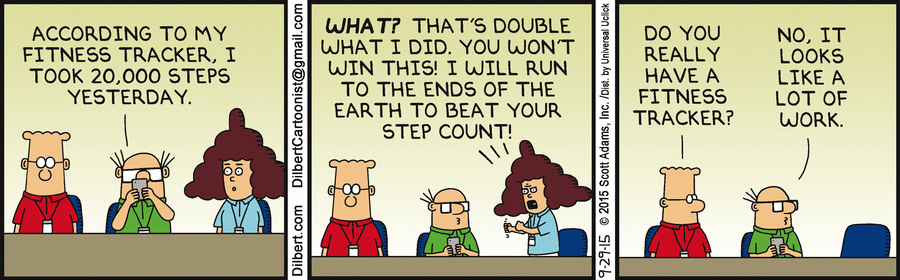 ACCORDING TO MY
FITNESS TRACKER, I
TOOK 20,000 STEPS
YESTERDAY.
Dilbert.com DilbertCartoonist@gmail.com
WHAT? THAT'S DOUBLE
WHAT I DID. YOU WON'T
WIN THIS! I WILL RUN
TO THE ENDS OF THE
EARTH TO BEAT YOUR
STEP COUNT!
9-29-15 © 2015 Scott Adams, Inc. /Dist. by Universal Uclick
DO YOU
REALLY
HAVE A
FITNESS
TRACKER?
NO, IT
LOOKS
LIKE A
LOT OF
WORK.